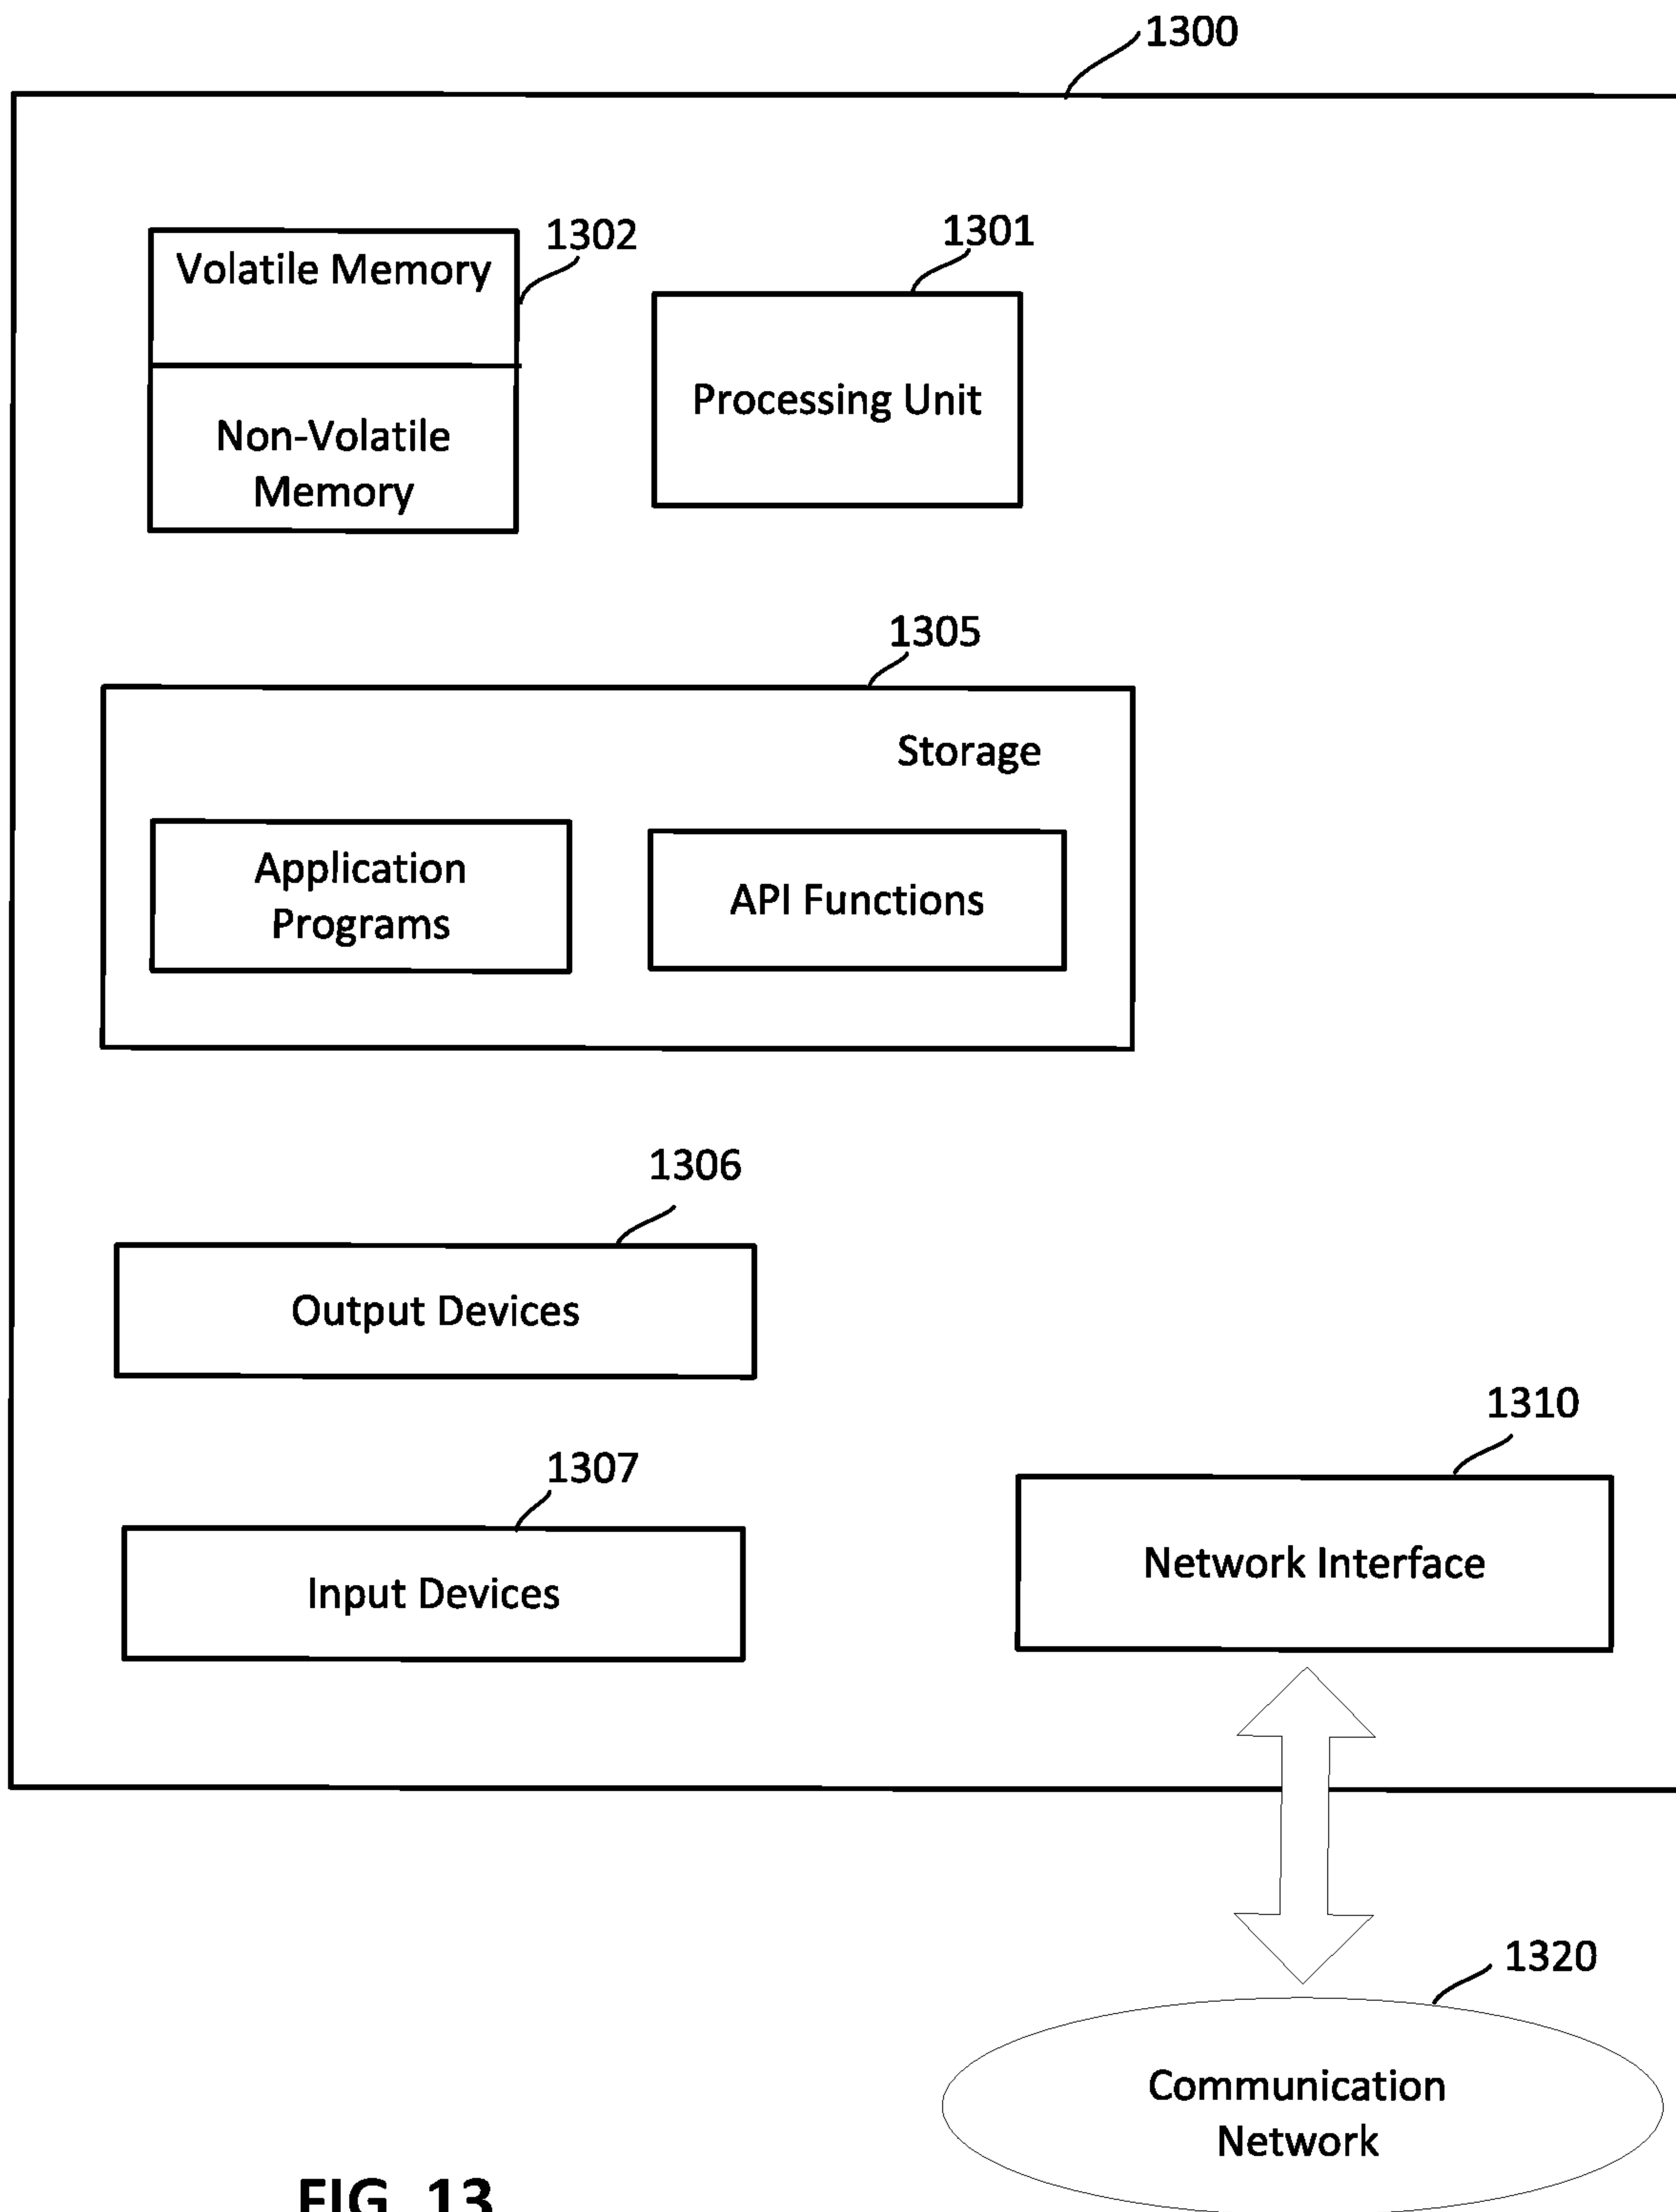 1300
1302
1301
Volatile Memory
Processing Unit
Non-Volatile
Memory
1305
Storage
Application
Programs
API Functions
1306
Output Devices
1310
1307
Network Interface
Input Devices
1320
Communication
Network
FIG. 13